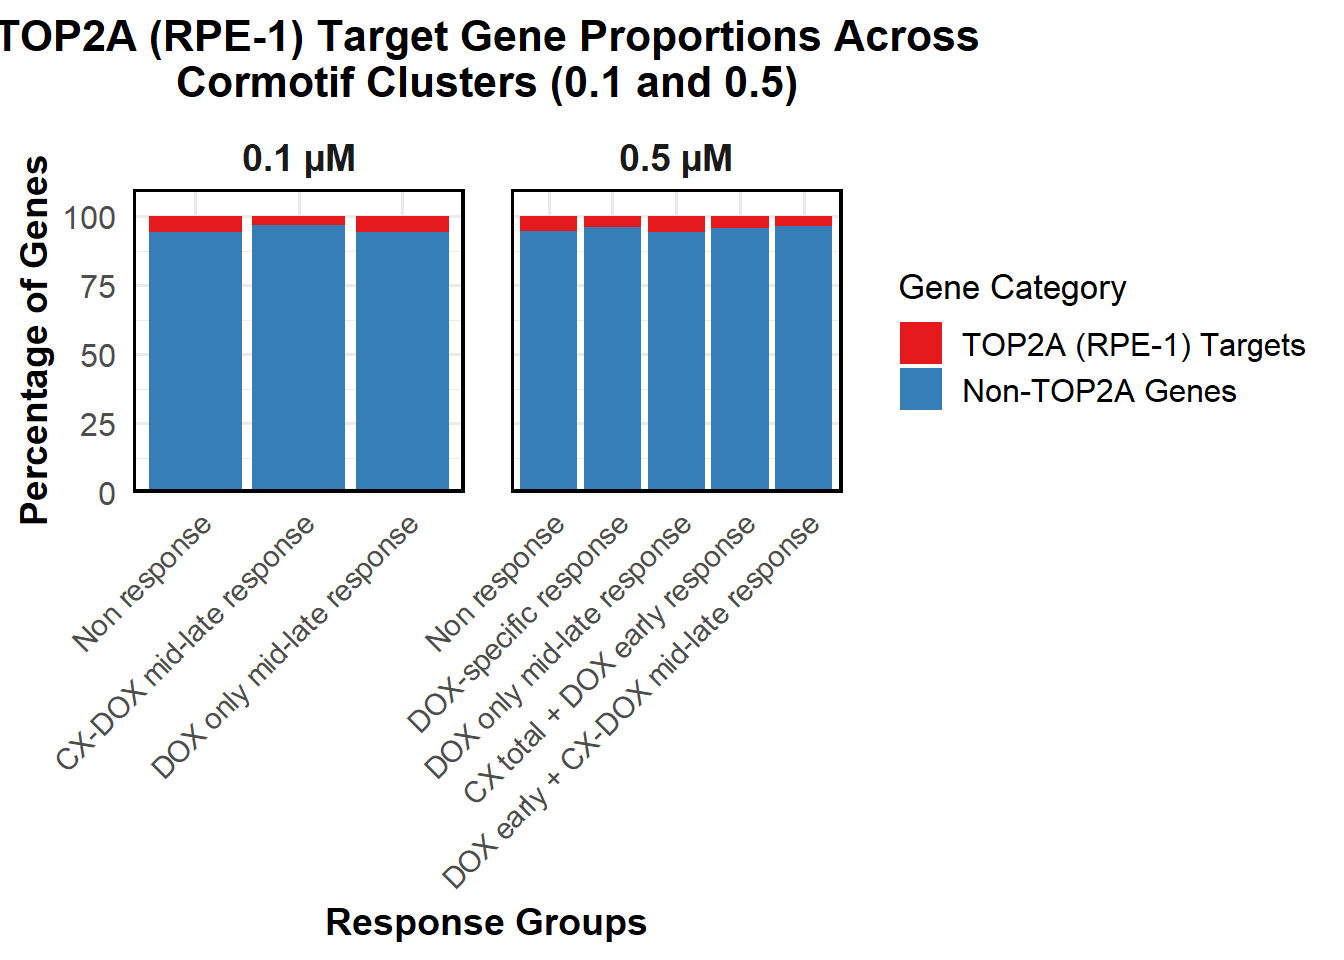 TOP2A (RPE-1) Target Gene Proportions Across
Cormotif Clusters (0.1 and 0.5)
0.1 µM
0.5 µM
Percentage of Genes
100
75
50
25
0
Non response
CX-DOX mid-late response
DOX only mid-late response
Non response
DOX-specific response
DOX only mid-late response
CX total + DOX early response
DOX early + CX-DOX mid-late response
Response Groups
Gene Category
TOP2A (RPE-1) Targets
Non-TOP2A Genes